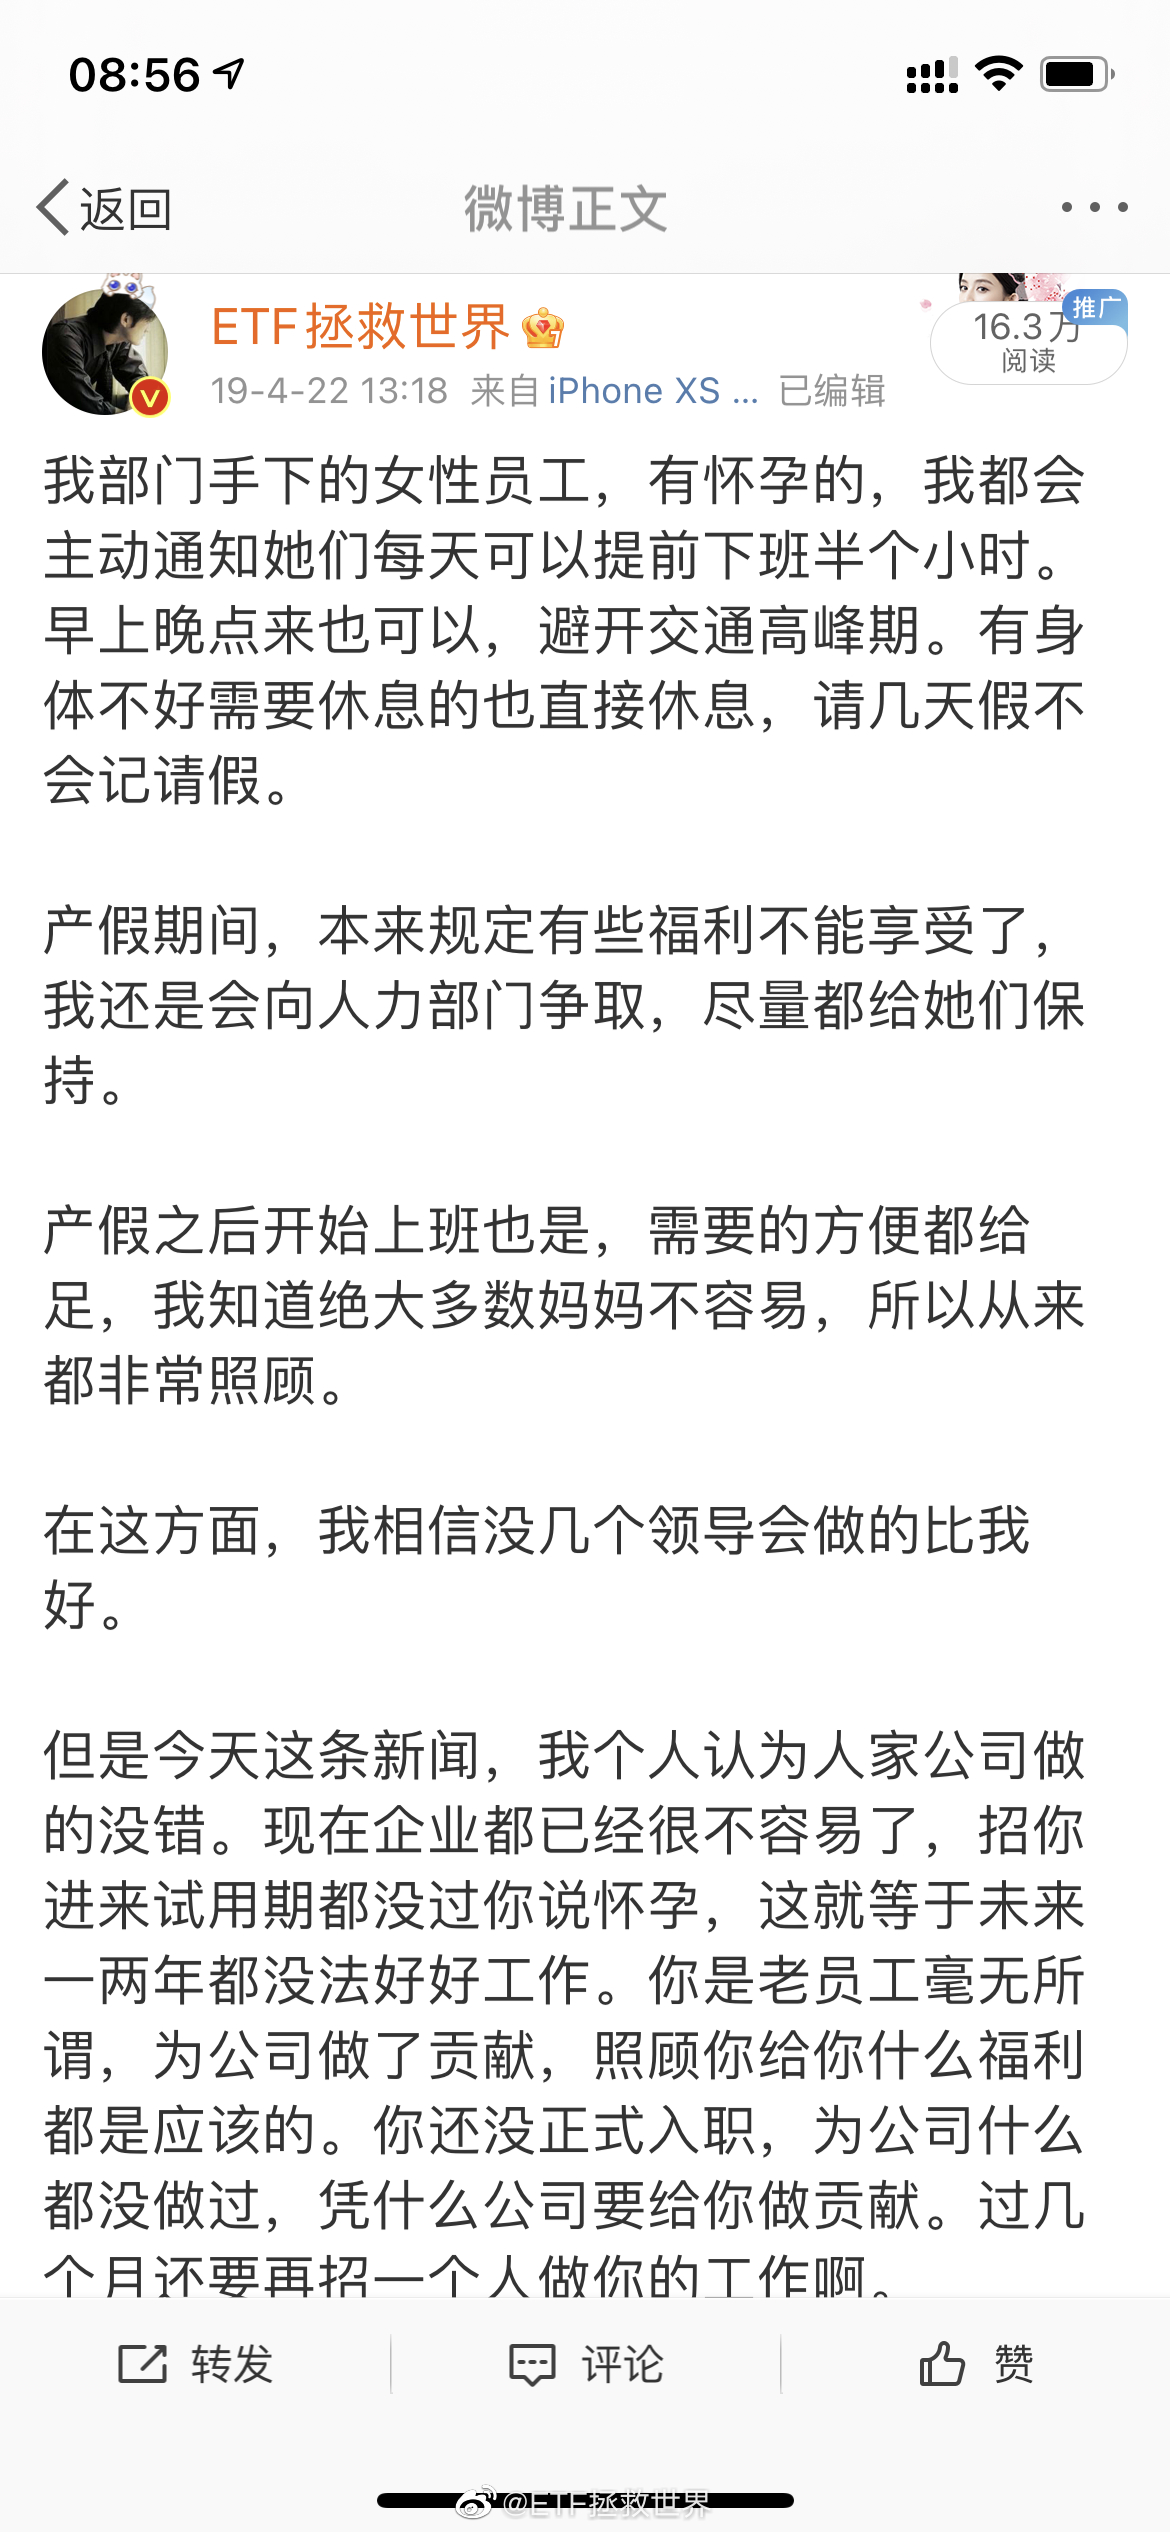 08:56
返回
微博正文
ETF拯救世界
16.3万
推广
阅读
19-4-22 13:18 来自 iPhone XS ... 已编辑
我部门手下的女性员工，有怀孕的，我都会
主动通知她们每天可以提前下班半个小时。
早上晚点来也可以，避开交通高峰期。有身
体不好需要休息的也直接休息，请几天假不
会记请假。
产假期间，本来规定有些福利不能享受了，
我还是会向人力部门争取，尽量都给她们保
持。
产假之后开始上班也是，需要的方便都给
足，我知道绝大多数妈妈不容易，所以从来
都非常照顾。
在这方面，我相信没几个领导会做的比我
好。
但是今天这条新闻，我个人认为人家公司做
的没错。现在企业都已经很不容易了，招你
进来试用期都没过你说怀孕，这就等于未来
一两年都没法好好工作。你是老员工毫无所
谓，为公司做了贡献，照顾你给你什么福利
都是应该的。你还没正式入职，为公司什么
都没做过，凭什么公司要给你做贡献。过几
个月还要再招一个人做你的工作啊。
转发
评论
赞
@ETF拯救世界